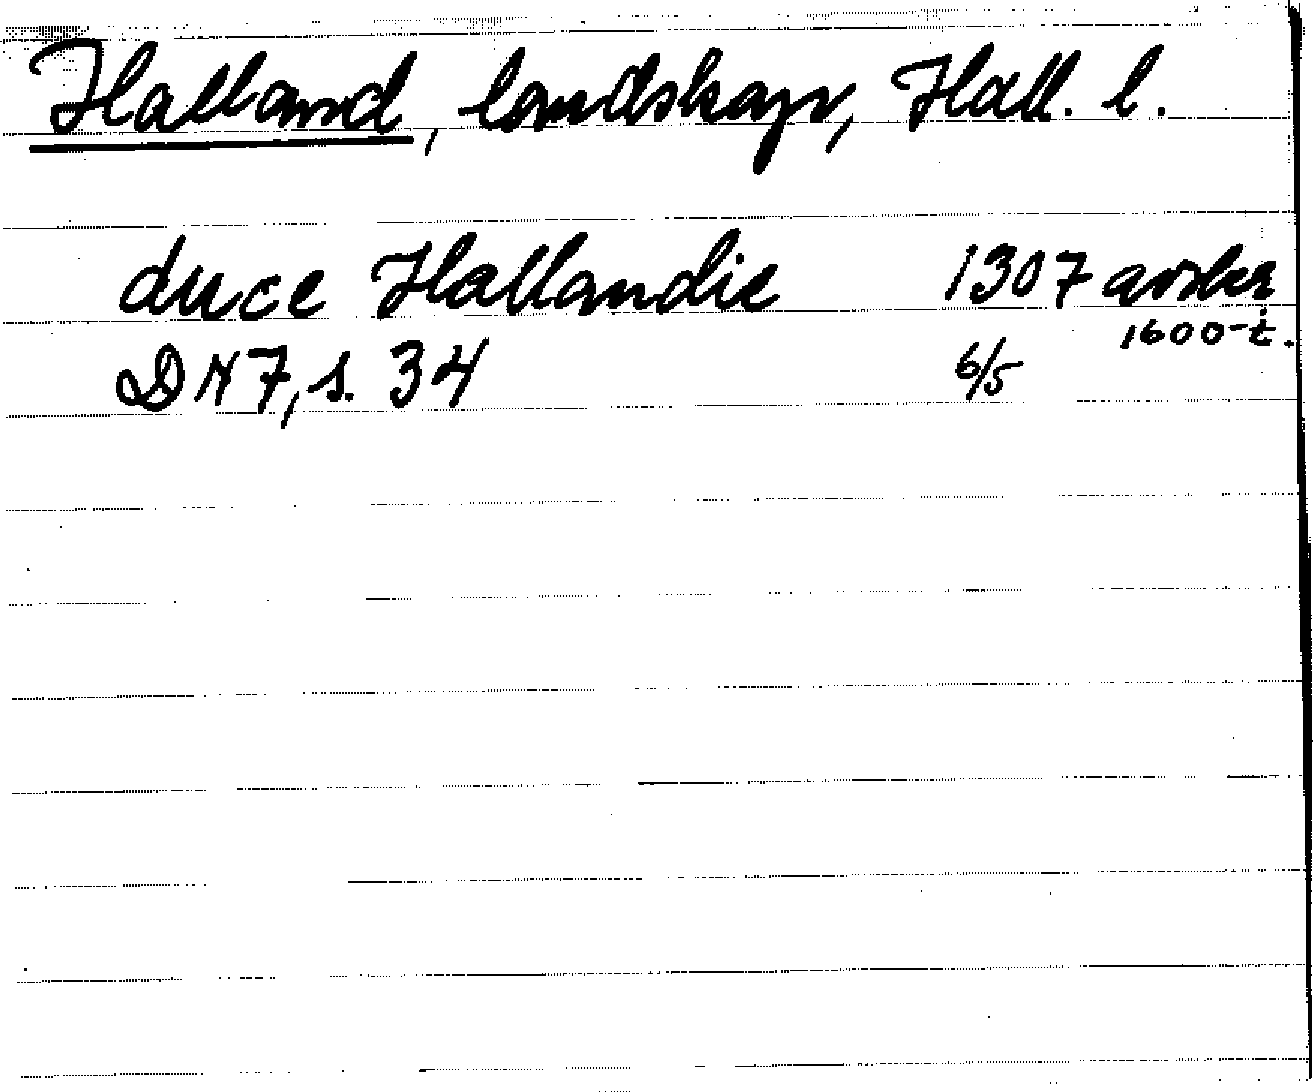 Halland, landskap, Hall. l.
duce Hallandie 1307 avskr
1600-t.
DN 7, s. 34 6/5